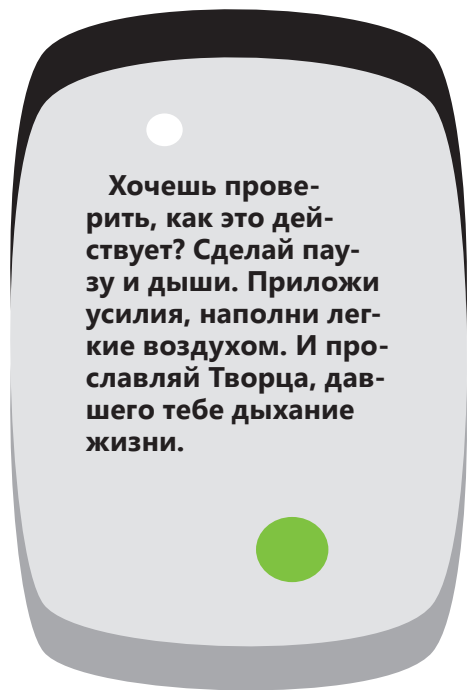 Хочешь прове-
рить, как это дей-
ствует? Сделай пау-
зу и дыши. Приложи
усилия, наполни лег-
кие воздухом. И про-
славляй Творца, дав-
шего тебе дыхание
жизни.